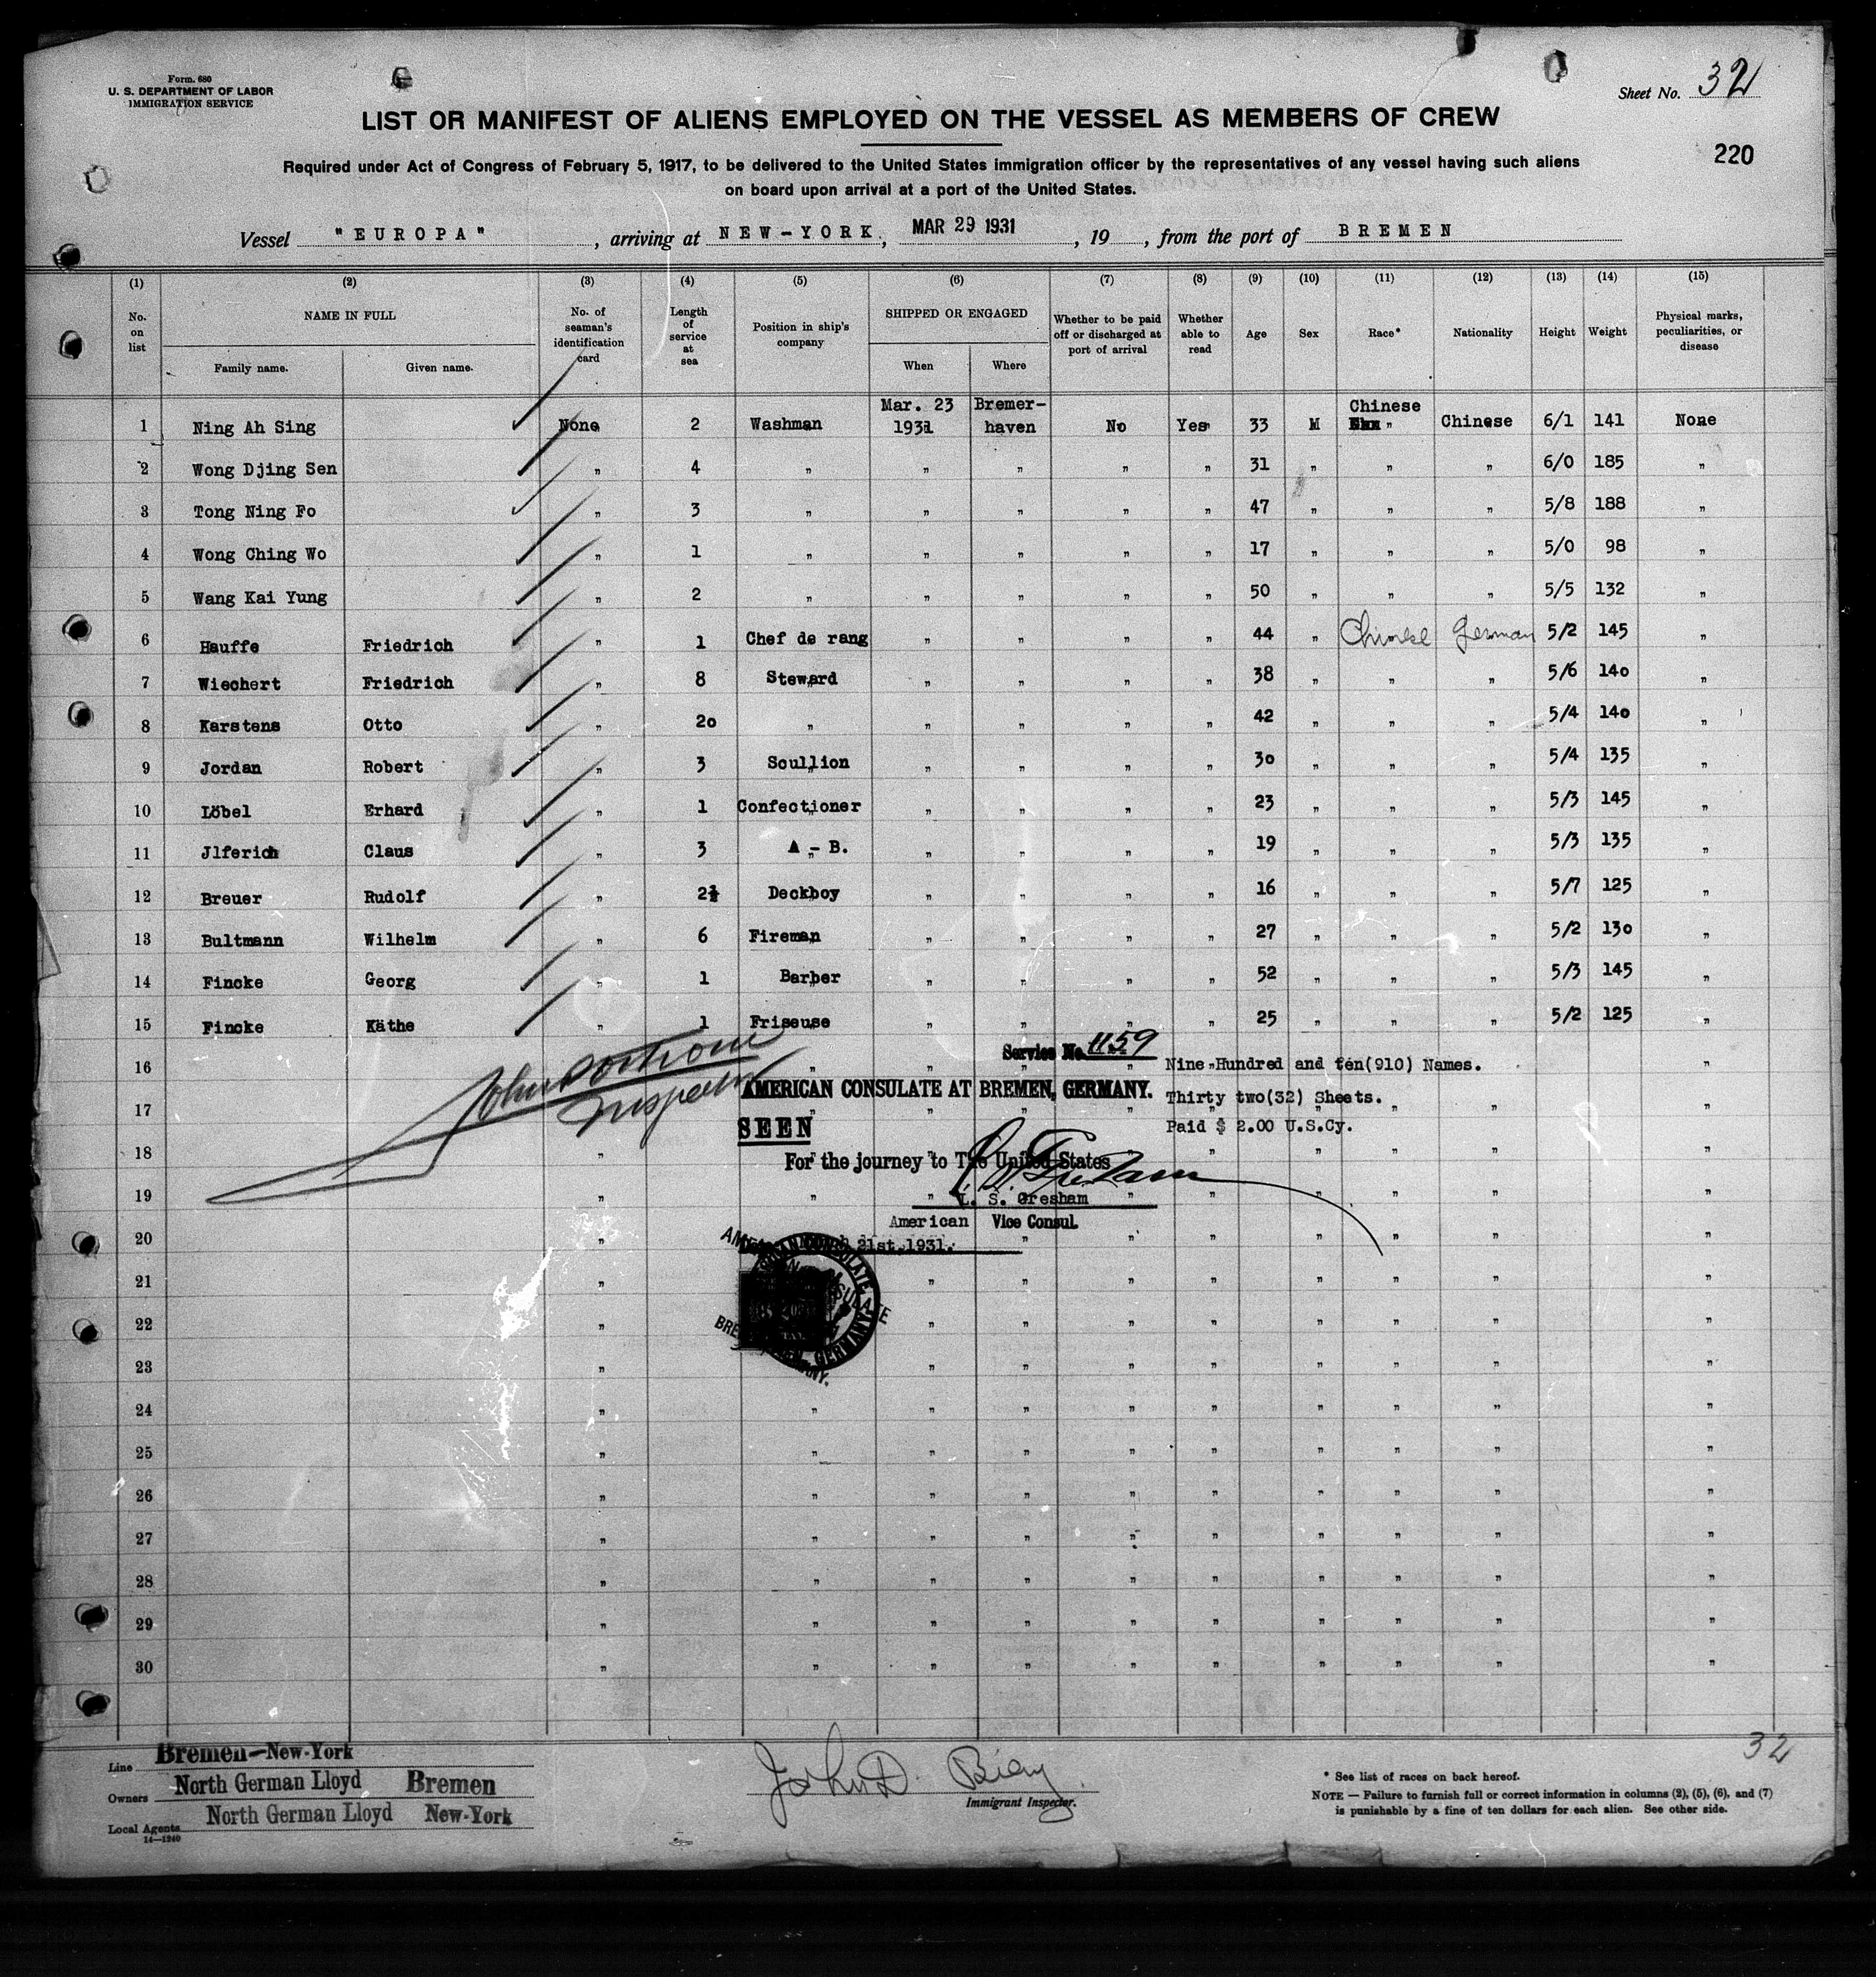 Form. 680
U. S. DEPARTMENT OF LABOR
IMMIGRATION SERVICE
Sheet No. 32
LIST OR MANIFEST OF ALIENS EMPLOYED ON THE VESSEL AS MEMBERS OF CREW
220
Required under Act of Congress of February 5, 1917, to be delivered to the United States immigration officer by the representatives of any vessel having such aliens
on board upon arrival at a port of the United States.
Vessel "EUROPA", arriving at NEW-YORK, MAR 29 1931, 19, from the port of BREMEN
(1) (2) (3) (4) (5) (6) (7) (8) (9) (10) (11) (12) (13) (14) (15)
No. on list NAME IN FULL No. of seaman's identification card Length of service at sea Position in ship's company SHIPPED OR ENGAGED Whether to be paid off or discharged at port of arrival Whether able to read Age Sex Race* Nationality Height Weight Physical marks, peculiarities, or disease
Family name. Given name. When Where
1 Ning Ah Sing None 2 Washman Mar. 23 1931 Bremer-haven No Yes 33 M Chinese " Chinese 6/1 141 None
2 Wong Djing Sen " 4 " " " " " 31 " " " 6/0 185 "
3 Tong Ning Fo " 3 " " " " " 47 " " " 5/8 188 "
4 Wong Ching Wo " 1 " " " " " 17 " " " 5/0 98 "
5 Wang Kai Yung " 2 " " " " " 50 " " " 5/5 132 "
6 Hauffe Friedrich " 1 Chef de rang " " " " 44 " Chinese German 5/2 145 "
7 Wiechert Friedrich " 8 Steward " " " " 38 " " " 5/6 140 "
8 Karstens Otto " 20 " " " " " 42 " " " 5/4 140 "
9 Jordan Robert " 3 Scullion " " " " 30 " " " 5/4 135 "
10 Löbel Erhard " 1 Confectioner " " " " 23 " " " 5/3 145 "
11 Jlferich Claus " 3 A - B. " " " " 19 " " " 5/3 135 "
12 Breuer Rudolf " 2½ Deckboy " " " " 16 " " " 5/7 125 "
13 Bultmann Wilhelm " 6 Fireman " " " " 27 " " " 5/2 130 "
14 Fincke Georg " 1 Barber " " " " 52 " " " 5/3 145 "
15 Fincke Käthe " 1 Friseuse " " " " 25 " " " 5/2 125 "
Service No. 1159
16 Nine Hundred and ten(910) Names.
John
Inspector
AMERICAN CONSULATE AT BREMEN, GERMANY.
17 Thirty two(32) Sheets.
SEEN
Paid $ 2.00 U.S.Cy.
18 For the journey to The United States
19 L. S. Gresham
American Vice Consul.
20 21st.1931.
AMERICAN CONSULATE
BREMEN, GERMANY.
21
22
23
24
25
26
27
28
29
30
32
Line Bremen-New-York
Owners North German Lloyd Bremen
Local Agents North German Lloyd New-York
14-1240
John D.
Immigrant Inspector.
* See list of races on back hereof.
NOTE — Failure to furnish full or correct information in columns (2), (5), (6), and (7)
is punishable by a fine of ten dollars for each alien. See other side.